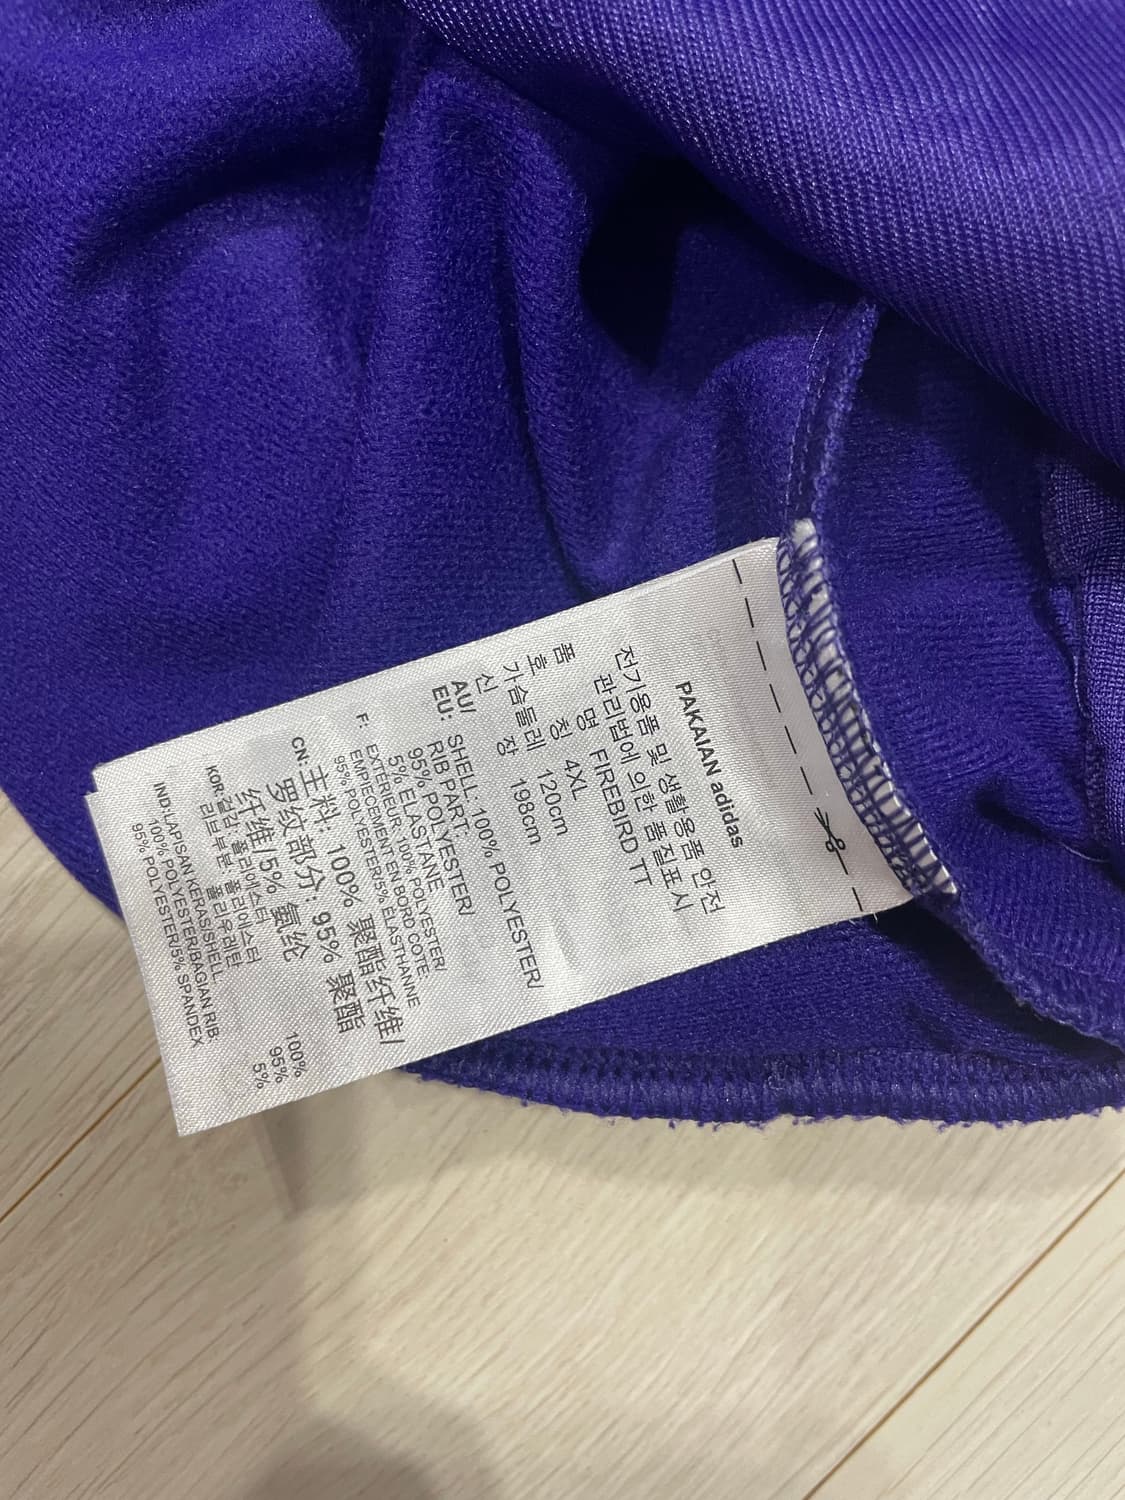 PAKAIAN adidas
전기용품 및 생활용품 안전
관리법에 의한 품질표시
품 명 FIREBIRD TT
호 칭 4XL
가슴둘레 120cm
신 장 198cm
AU/
EU: SHELL: 100% POLYESTER/
RIB PART:
95% POLYESTER/
5% ELASTANE
F: EXTÉRIEUR: 100% POLYESTER/
EMPIECEMENT EN BORD COTE:
95% POLYESTER/5% ELASTHANNE
CN: 主料: 100% 聚酯纤维/
罗纹部分: 95% 聚酯
纤维/5% 氨纶
KOR: 겉감: 폴리에스터 100%
리브부분: 폴리에스터 95%
폴리우레탄 5%
IND: LAPISAN KERAS/SHELL:
100% POLYESTER/BAGIAN RIB:
95% POLYESTER/5% SPANDEX